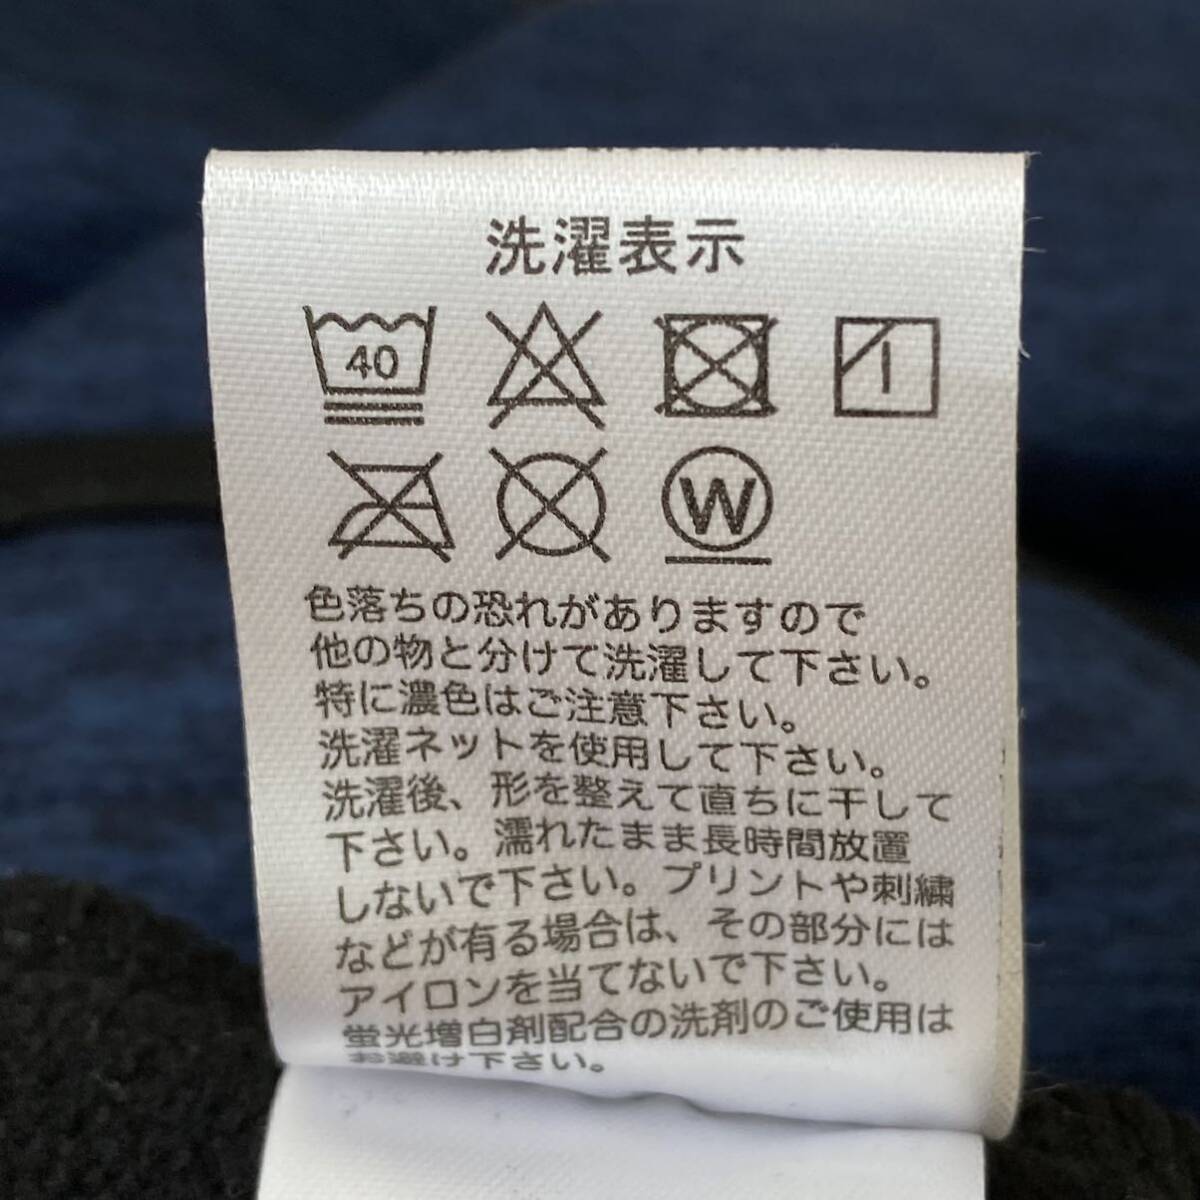 洗濯表示
40
W
色落ちの恐れがありますので
他の物と分けて洗濯して下さい。
特に濃色はご注意下さい。
洗濯ネットを使用して下さい。
洗濯後、形を整えて直ちに干して
下さい。濡れたまま長時間放置
しないで下さい。プリントや刺繍
などが有る場合は、その部分には
アイロンを当てないで下さい。
蛍光増白剤配合の洗剤のご使用は
お避け下さい。